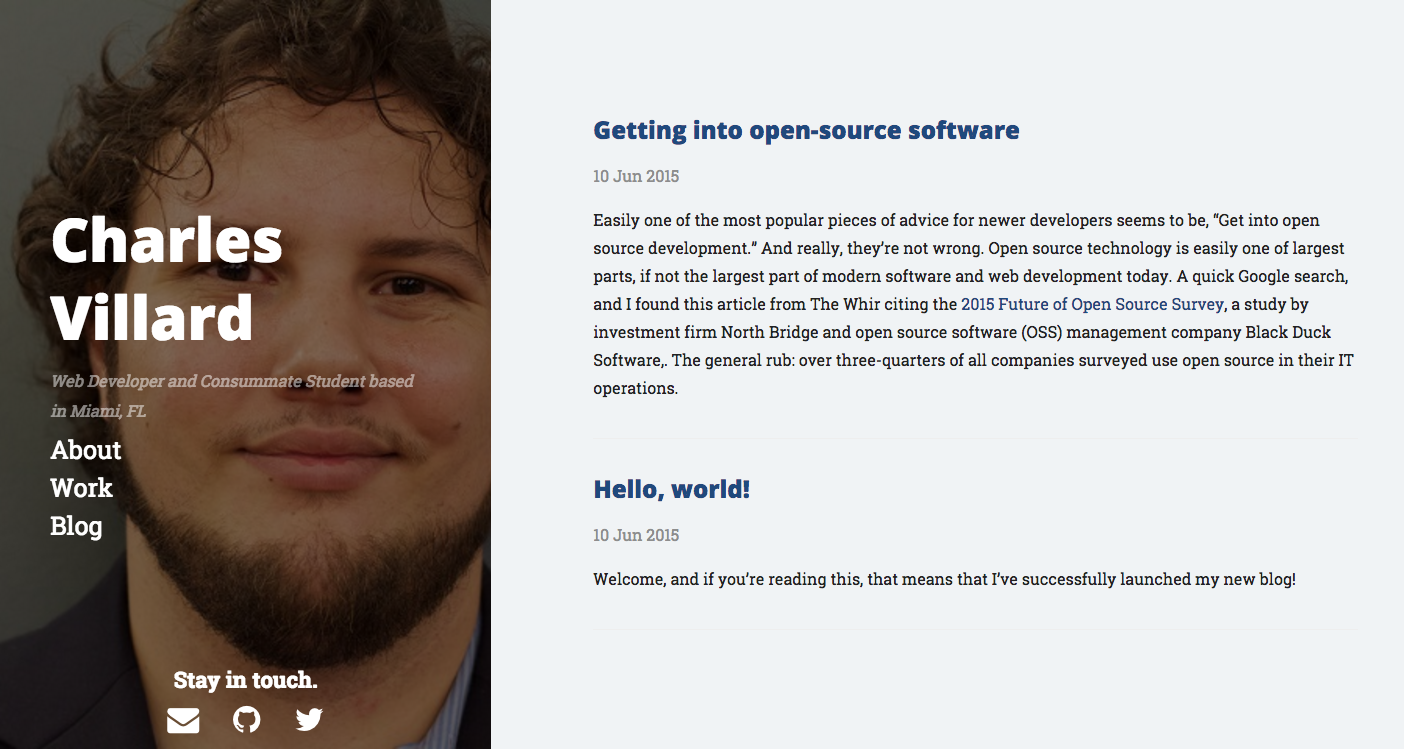 Charles
Villard
Web Developer and Consummate Student based
in Miami, FL
About
Work
Blog
Stay in touch.
Getting into open-source software
10 Jun 2015
Easily one of the most popular pieces of advice for newer developers seems to be, “Get into open
source development.” And really, they’re not wrong. Open source technology is easily one of largest
parts, if not the largest part of modern software and web development today. A quick Google search,
and I found this article from The Whir citing the 2015 Future of Open Source Survey, a study by
investment firm North Bridge and open source software (OSS) management company Black Duck
Software,. The general rub: over three-quarters of all companies surveyed use open source in their IT
operations.
Hello, world!
10 Jun 2015
Welcome, and if you’re reading this, that means that I’ve successfully launched my new blog!